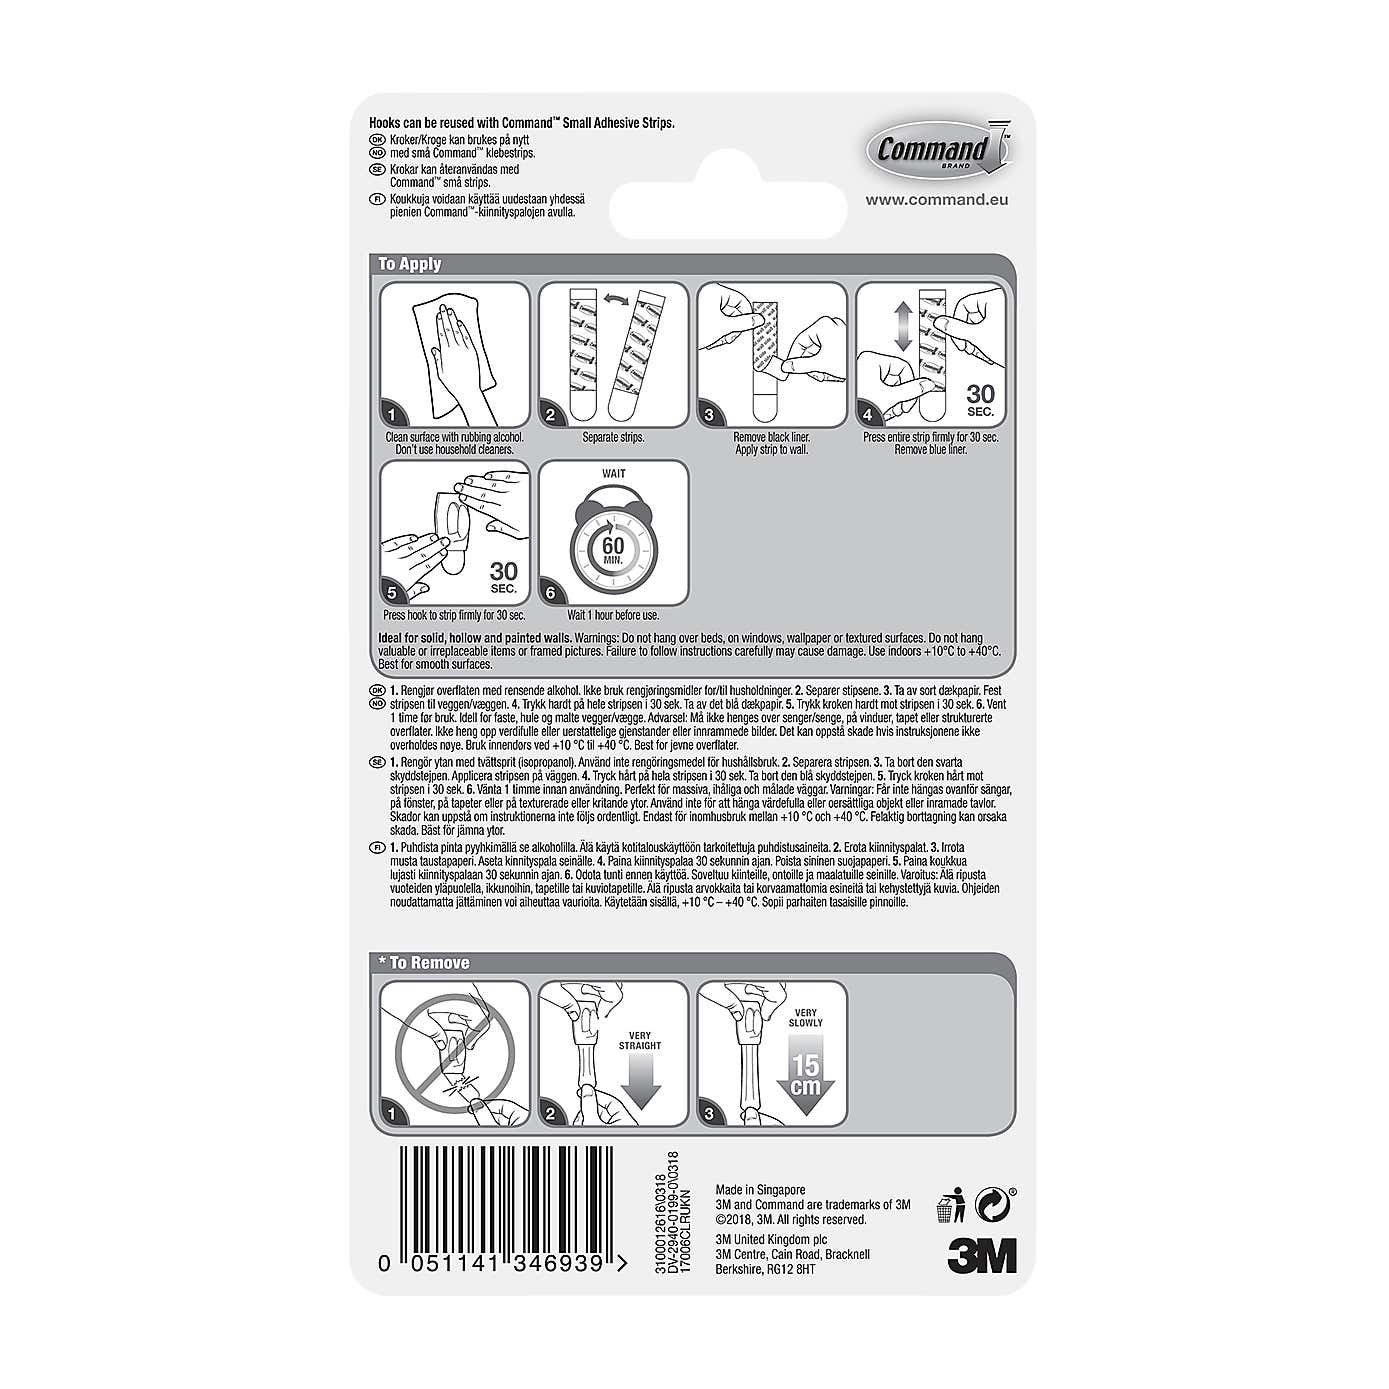 Hooks can be reused with Command™ Small Adhesive Strips.
DK Kroker/Kroge kan brukes på nytt
NO med små Command™ klebestrips.
SE Krokar kan återanvändas med
Command™ små strips.
FI Koukkuja voidaan käyttää uudestaan yhdessä
pienien Command™-kiinnityspalojen avulla.
Command™
BRAND
www.command.eu
To Apply
1
2
3
4
30
SEC.
Clean surface with rubbing alcohol.
Don't use household cleaners.
Separate strips.
Remove black liner.
Apply strip to wall.
Press entire strip firmly for 30 sec.
Remove blue liner.
5
30
SEC.
WAIT
60
MIN.
6
Press hook to strip firmly for 30 sec.
Wait 1 hour before use.
Ideal for solid, hollow and painted walls. Warnings: Do not hang over beds, on windows, wallpaper or textured surfaces. Do not hang
valuable or irreplaceable items or framed pictures. Failure to follow instructions carefully may cause damage. Use indoors +10°C to +40°C.
Best for smooth surfaces.
DK 1. Rengjør overflaten med rensende alkohol. Ikke bruk rengjøringsmidler for/til husholdninger. 2. Separer stipsene. 3. Ta av sort dækpapir. Fest
NO stripsen til veggen/væggen. 4. Trykk hardt på hele stripsen i 30 sek. Ta av det blå dækpapir. 5. Trykk kroken hardt mot stripsen i 30 sek. 6. Vent
1 time før bruk. Idell for faste, hule og malte vegger/vægge. Advarsel: Må ikke henges over senger/senge, på vinduer, tapet eller strukturerte
overflater. Ikke heng opp verdifulle eller uerstattelige gjenstander eller innrammede bilder. Det kan oppstå skade hvis instruksjonene ikke
overholdes nøye. Bruk innendørs ved +10 °C til +40 °C. Best for jevne overflater.
SE 1. Rengör ytan med tvättsprit (isopropanol). Använd inte rengöringsmedel för hushållsbruk. 2. Separera stripsen. 3. Ta bort den svarta
skyddstejpen. Applicera stripsen på väggen. 4. Tryck hårt på hela stripsen i 30 sek. Ta bort den blå skyddstejpen. 5. Tryck kroken hårt mot
stripsen i 30 sek. 6. Vänta 1 timme innan användning. Perfekt för massiva, ihåliga och målade väggar. Varningar: Får inte hängas ovanför sängar,
på fönster, på tapeter eller på texturerade eller kritande ytor. Använd inte för att hänga värdefulla eller oersättliga objekt eller inramade tavlor.
Skador kan uppstå om instruktionerna inte följs ordentligt. Endast för inomhusbruk mellan +10 °C och +40 °C. Felaktig borttagning kan orsaka
skada. Bäst för jämna ytor.
FI 1. Puhdista pinta pyyhkimällä se alkoholilla. Älä käytä kotitalouskäyttöön tarkoitettuja puhdistusaineita. 2. Erota kiinnityspalat. 3. Irrota
musta taustapaperi. Aseta kinnityspala seinälle. 4. Paina kiinnityspalaa 30 sekunnin ajan. Poista sininen suojapaperi. 5. Paina koukkua
lujasti kiinnityspalaan 30 sekunnin ajan. 6. Odota tunti ennen käyttöä. Soveltuu kiinteille, ontoille ja maalatuille seinille. Varoitus: Älä ripusta
vuoteiden yläpuolella, ikkunoihin, tapetille tai kuviotapetille. Älä ripusta arvokkaita tai korvaamattomia esineitä tai kehystettyjä kuvia. Ohjeiden
noudattamatta jättäminen voi aiheuttaa vaurioita. Käytetään sisällä, +10 °C – +40 °C. Sopii parhaiten tasaisille pinnoille.
* To Remove
1
VERY
STRAIGHT
2
VERY
SLOWLY
15
cm
3
0 051141 346939 >
3100012616\0318
DV-2940-0199-0\0318
17006CLRUKN
Made in Singapore
3M and Command are trademarks of 3M
©2018, 3M. All rights reserved.
3M United Kingdom plc
3M Centre, Cain Road, Bracknell
Berkshire, RG12 8HT
®
3M